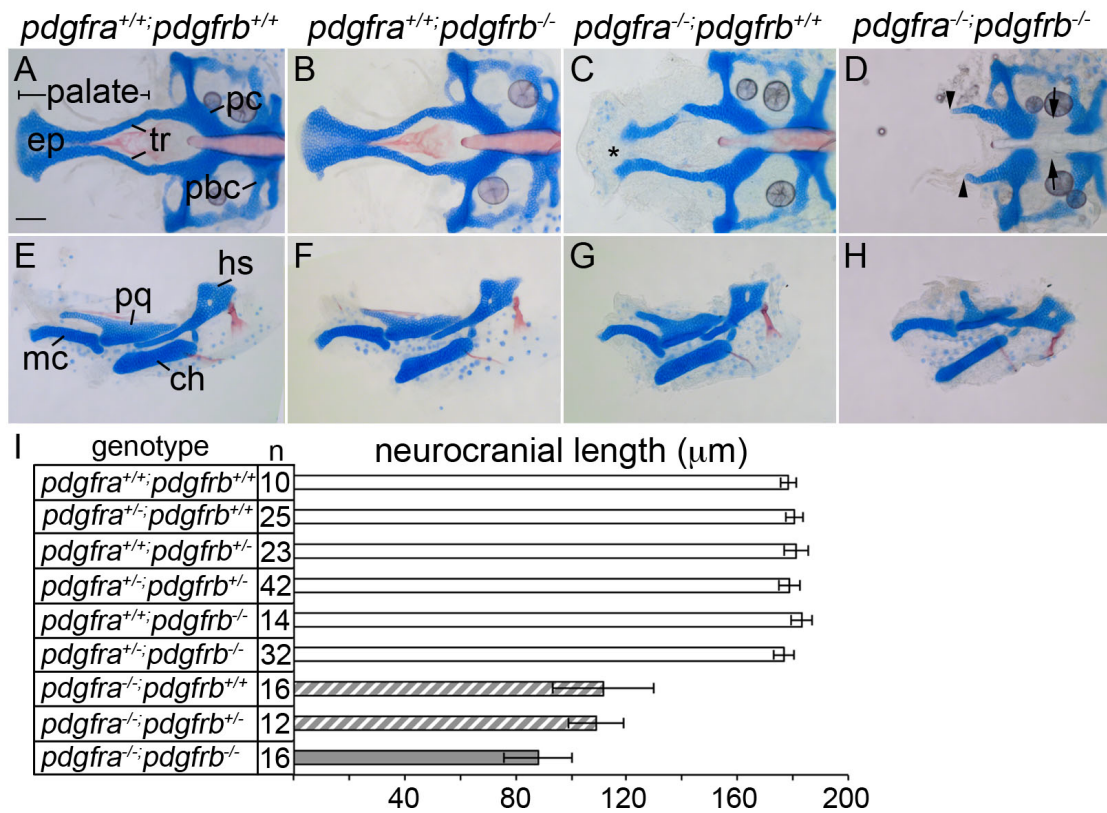 pdgfra+/+;pdgfrb+/+ pdgfra+/+;pdgfrb-/- pdgfra-/-;pdgfrb+/+ pdgfra-/-;pdgfrb-/-
A B C D
palate pc
ep tr *
pbc
E F G H
hs
pq
mc
ch
I genotype n neurocranial length (μm)
pdgfra+/+;pdgfrb+/+ 10
pdgfra+/-;pdgfrb+/+ 25
pdgfra+/+;pdgfrb+/- 23
pdgfra+/-;pdgfrb+/- 42
pdgfra+/+;pdgfrb-/- 14
pdgfra+/-;pdgfrb-/- 32
pdgfra-/-;pdgfrb+/+ 16
pdgfra-/-;pdgfrb+/- 12
pdgfra-/-;pdgfrb-/- 16
40 80 120 160 200